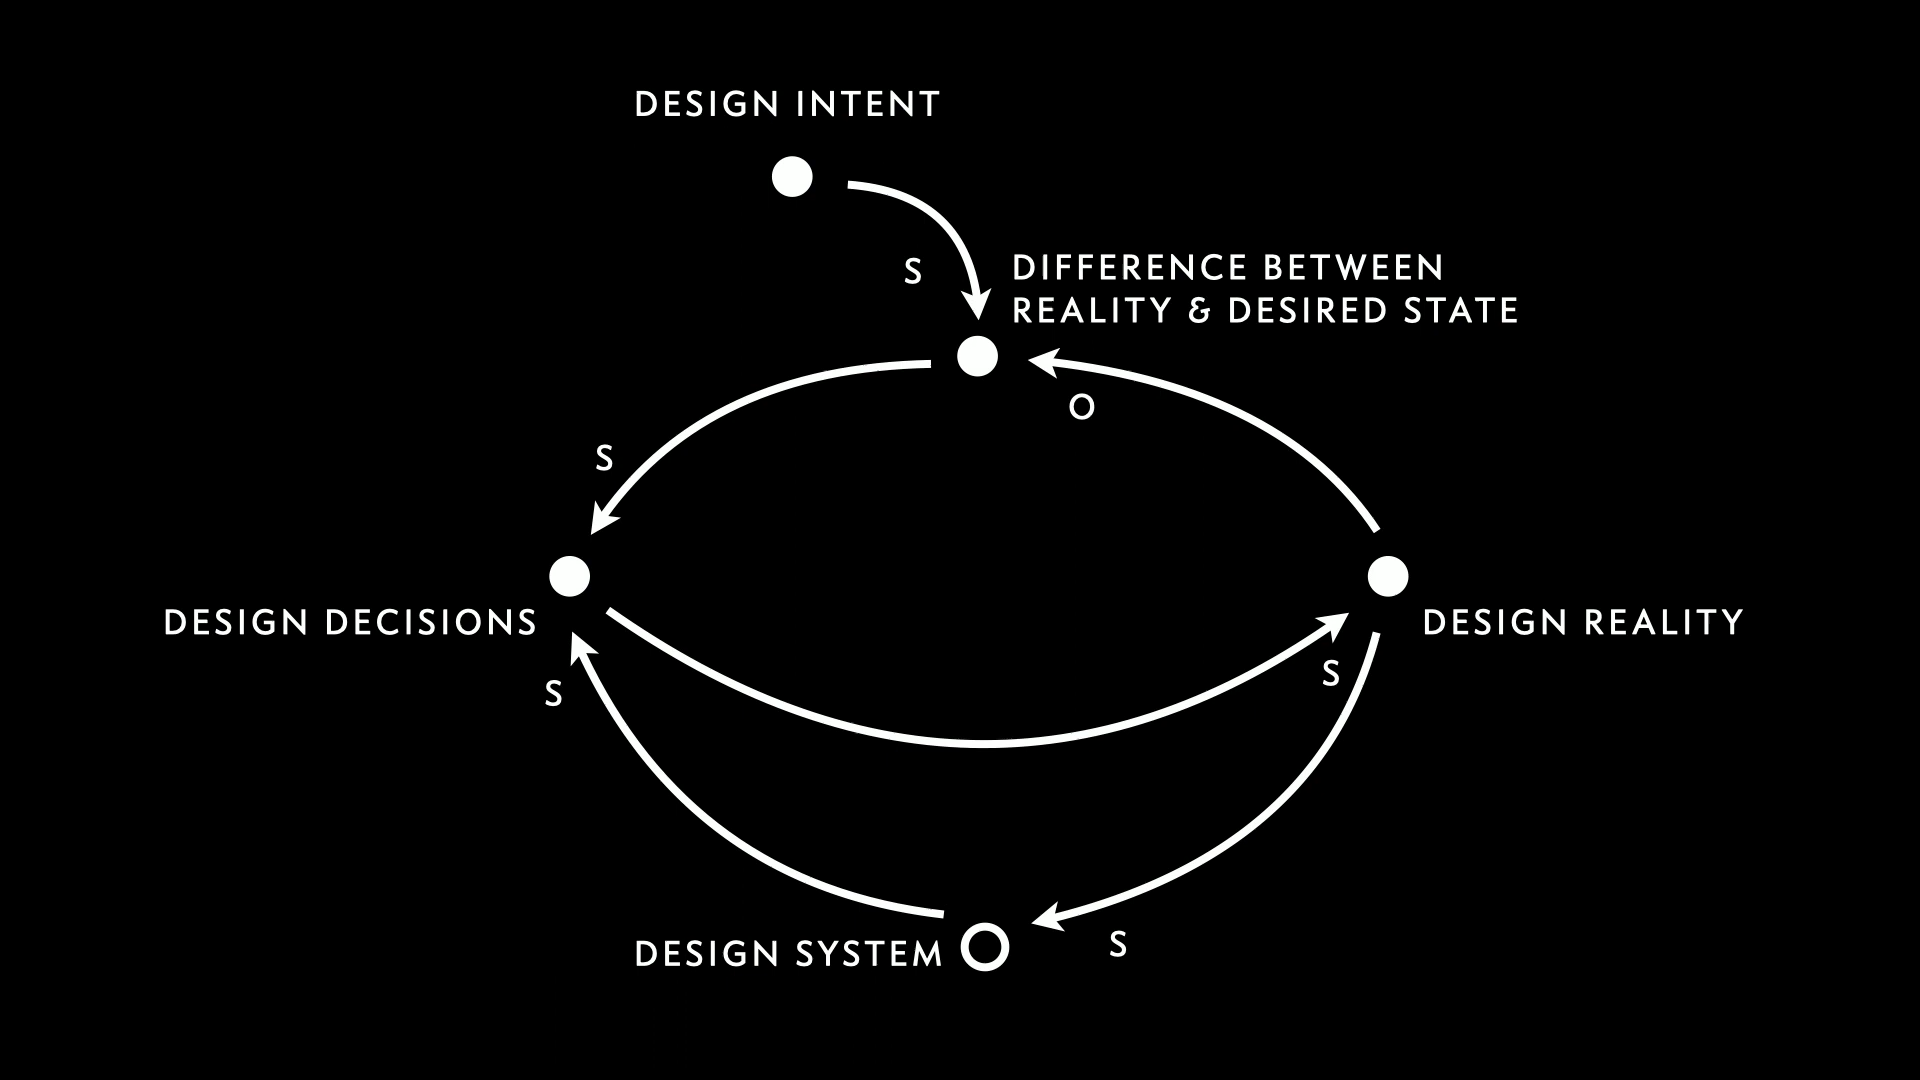 DESIGN INTENT
S
DIFFERENCE BETWEEN
REALITY & DESIRED STATE
O
S
DESIGN DECISIONS
DESIGN REALITY
S
S
DESIGN SYSTEM
S